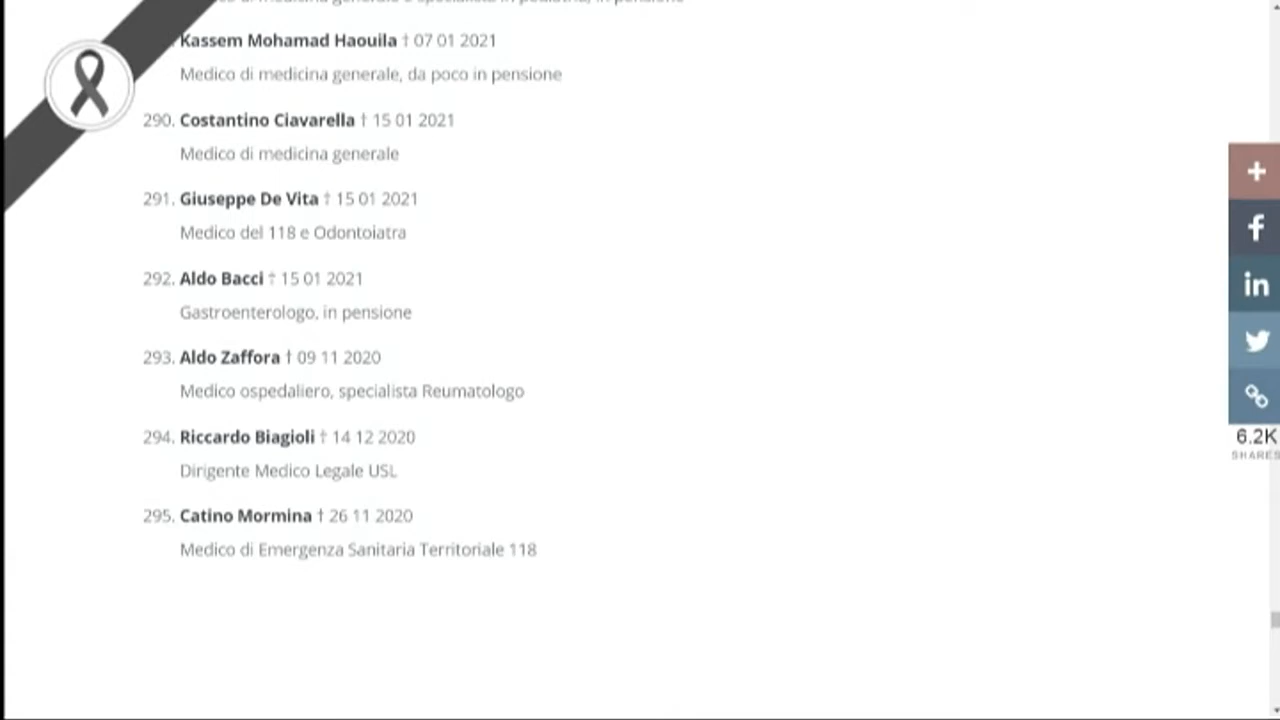 Kassem Mohamad Haouila † 07 01 2021
Medico di medicina generale, da poco in pensione
290. Costantino Ciavarella † 15 01 2021
Medico di medicina generale
291. Giuseppe De Vita † 15 01 2021
Medico del 118 e Odontoiatra
292. Aldo Bacci † 15 01 2021
Gastroenterologo, in pensione
293. Aldo Zaffora † 09 11 2020
Medico ospedaliero, specialista Reumatologo
294. Riccardo Biagioli † 14 12 2020
Dirigente Medico Legale USL
295. Catino Mormina † 26 11 2020
Medico di Emergenza Sanitaria Territoriale 118
6.2K
SHARES